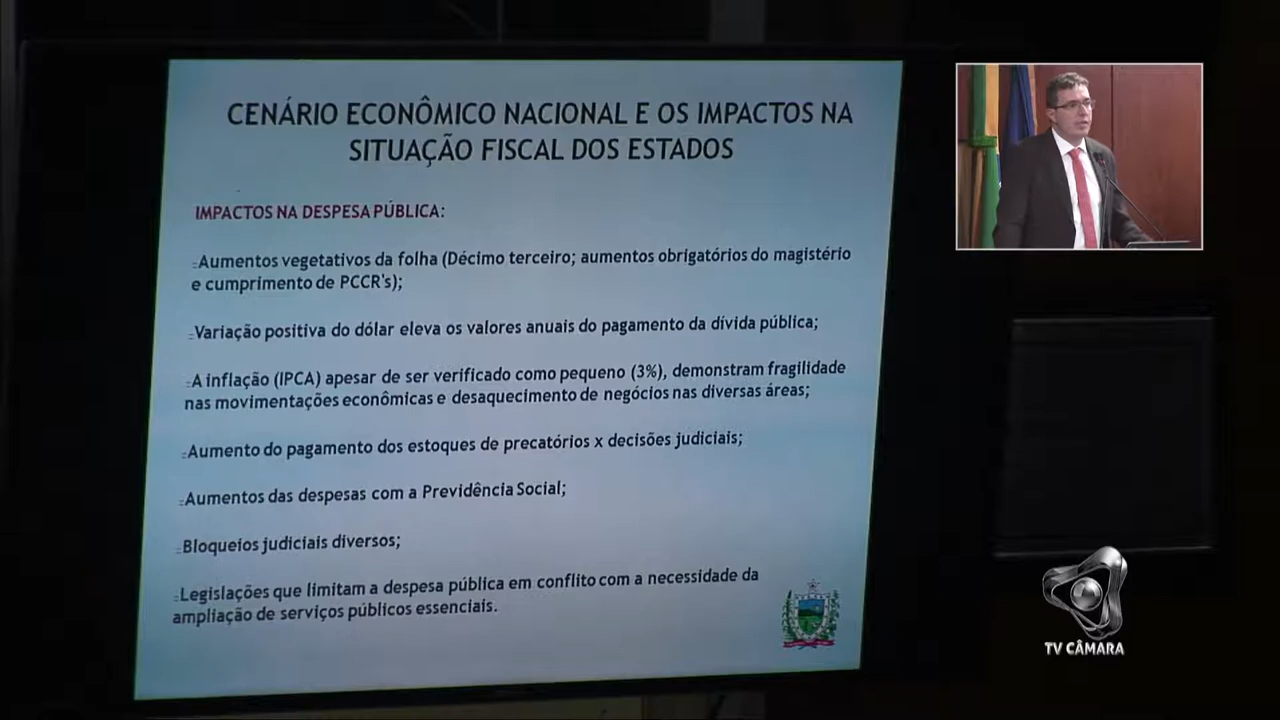 CENÁRIO ECONÔMICO NACIONAL E OS IMPACTOS NA
SITUAÇÃO FISCAL DOS ESTADOS
IMPACTOS NA DESPESA PÚBLICA:
Aumentos vegetativos da folha (Décimo terceiro; aumentos obrigatórios do magistério
e cumprimento de PCCR's);
Variação positiva do dólar eleva os valores anuais do pagamento da dívida pública;
A inflação (IPCA) apesar de ser verificado como pequeno (3%), demonstram fragilidade
nas movimentações econômicas e desaquecimento de negócios nas diversas áreas;
Aumento do pagamento dos estoques de precatórios x decisões judiciais;
Aumentos das despesas com a Previdência Social;
Bloqueios judiciais diversos;
Legislações que limitam a despesa pública em conflito com a necessidade da
ampliação de serviços públicos essenciais.
TV CÂMARA